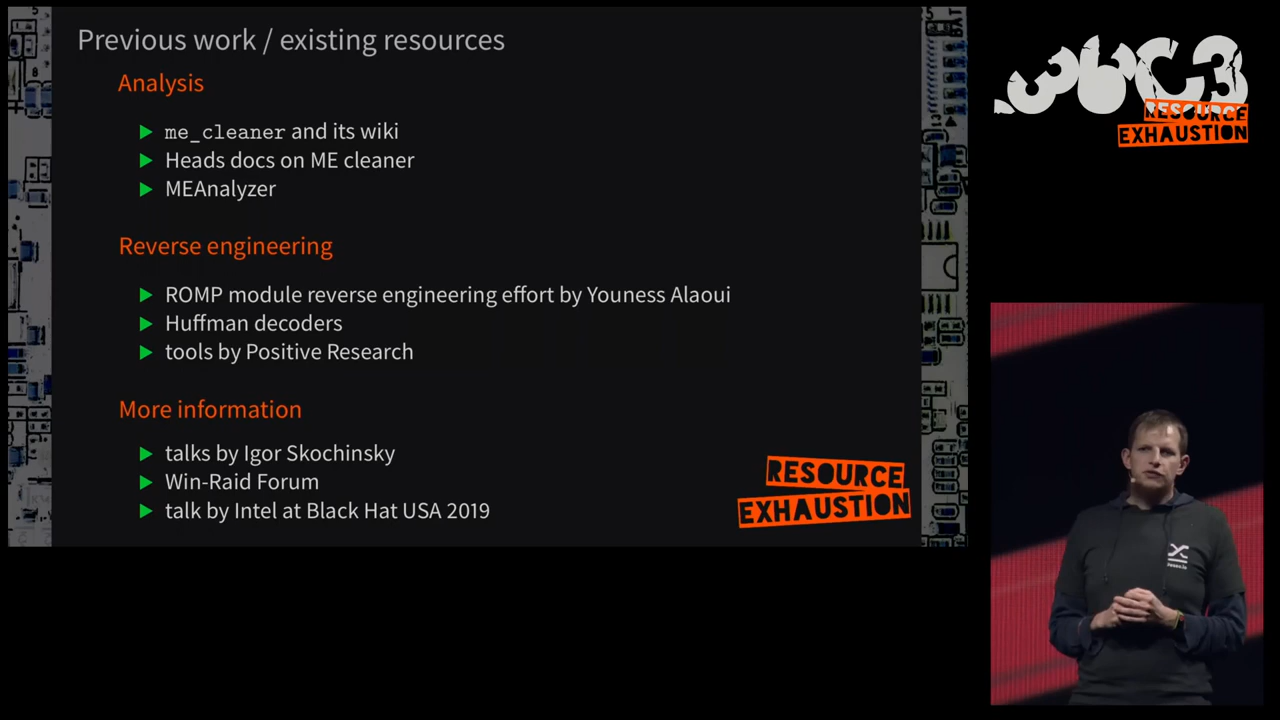 Previous work / existing resources
Analysis
me_cleaner and its wiki
Heads docs on ME cleaner
MEAnalyzer
Reverse engineering
ROMP module reverse engineering effort by Youness Alaoui
Huffman decoders
tools by Positive Research
More information
talks by Igor Skochinsky
Win-Raid Forum
talk by Intel at Black Hat USA 2019
RESOURCE
EXHAUSTION
36C3
RESOURCE
EXHAUSTION